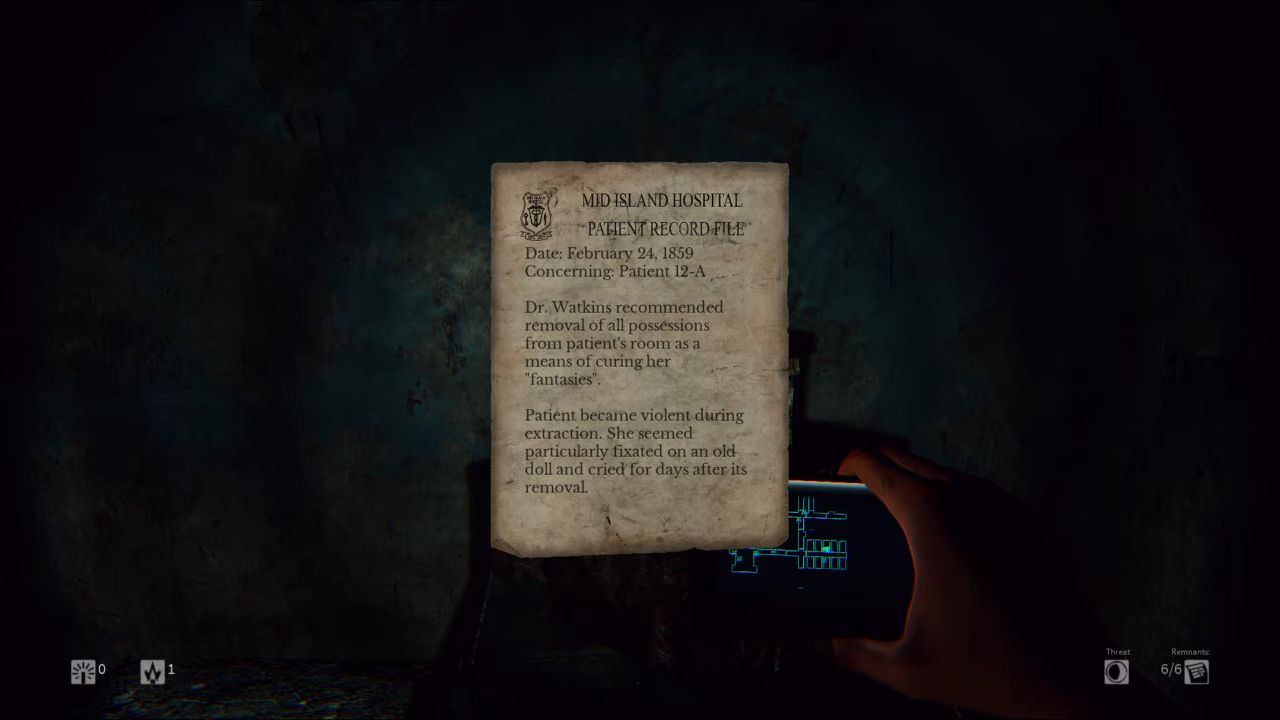 MID ISLAND HOSPITAL
PATIENT RECORD FILE
Date: February 24, 1859
Concerning: Patient 12-A
Dr. Watkins recommended
removal of all possessions
from patient's room as a
means of curing her
"fantasies".
Patient became violent during
extraction. She seemed
particularly fixated on an old
doll and cried for days after its
removal.
0
1
Threat
Remnants:
6/6